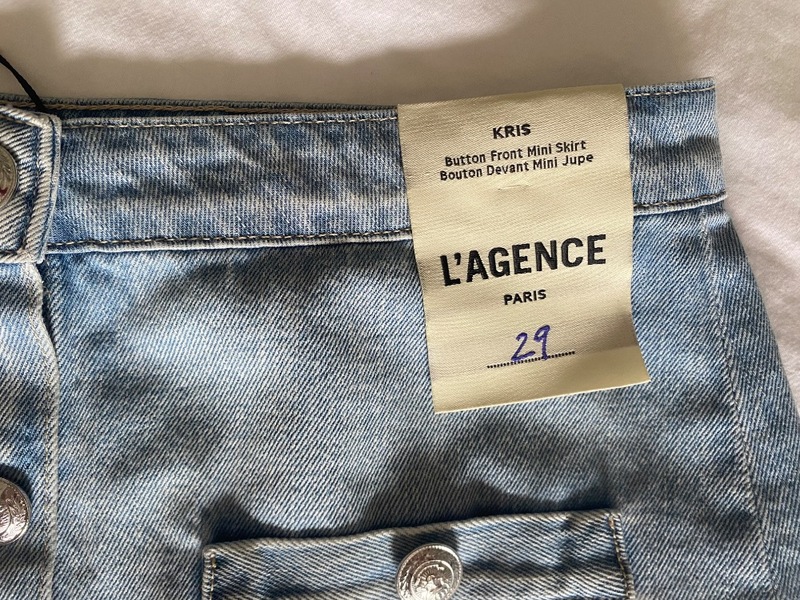 KRIS
Button Front Mini Skirt
Bouton Devant Mini Jupe
L'AGENCE
PARIS
29